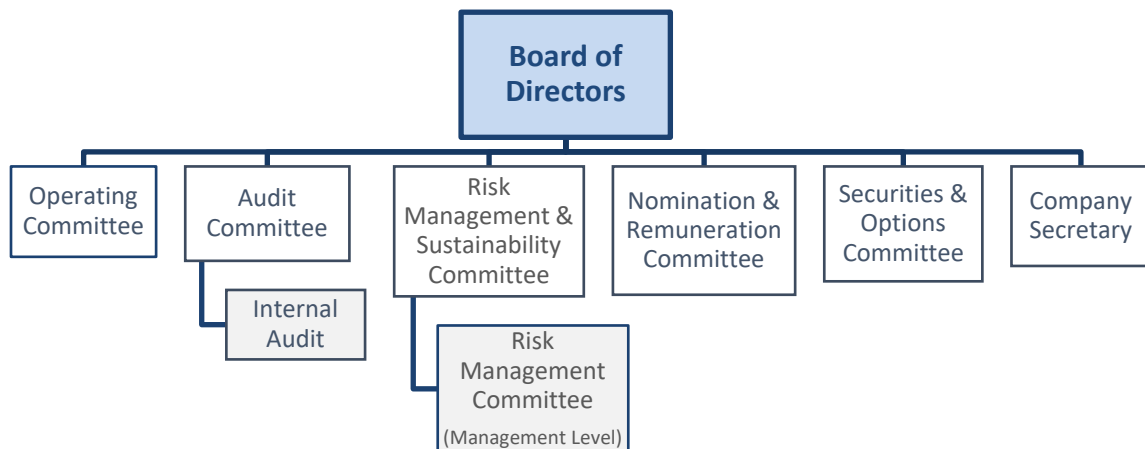 Board of
Directors
Operating
Committee
Audit
Committee
Risk
Management &
Sustainability
Committee
Nomination &
Remuneration
Committee
Securities &
Options
Committee
Company
Secretary
Internal
Audit
Risk
Management
Committee
(Management Level)